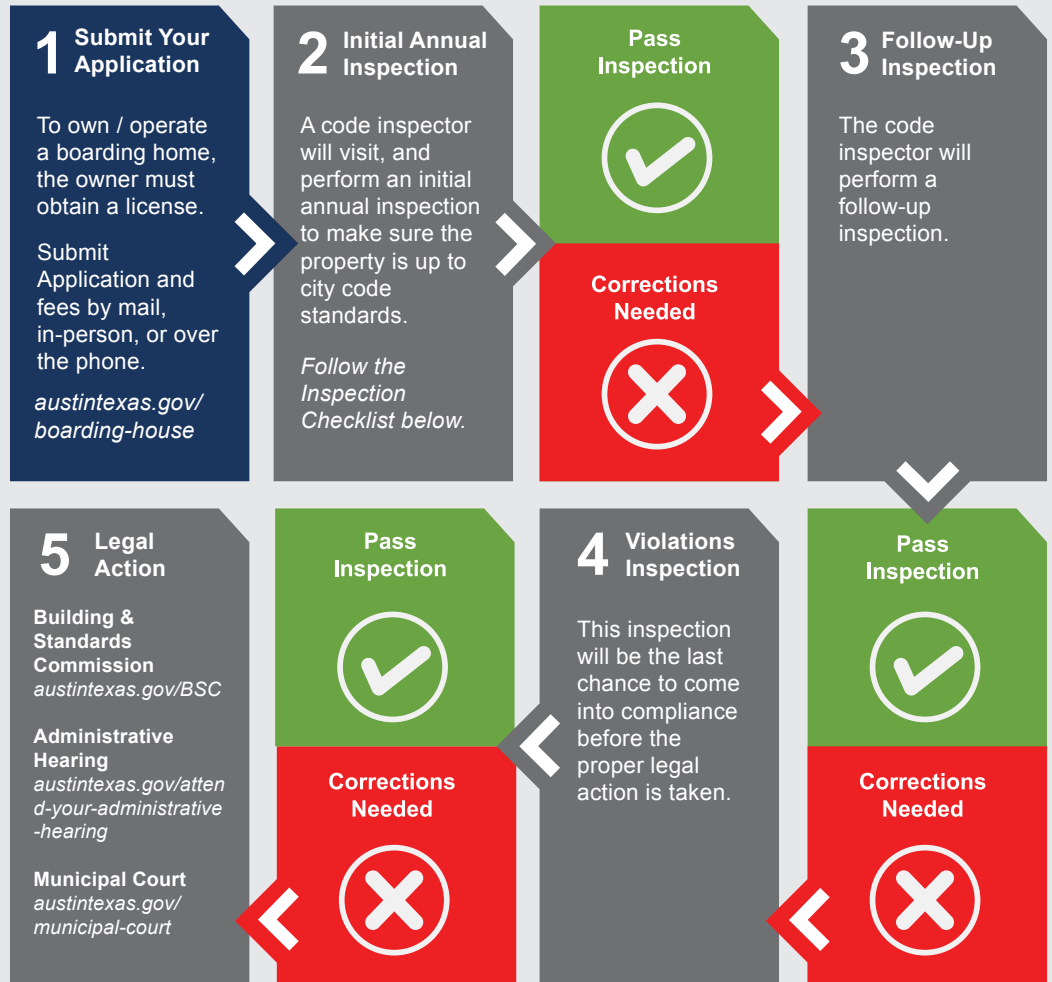 1 Submit Your
Application
To own / operate
a boarding home,
the owner must
obtain a license.
Submit
Application and
fees by mail,
in-person, or over
the phone.
austintexas.gov/
boarding-house
2 Initial Annual
Inspection
A code inspector
will visit, and
perform an initial
annual inspection
to make sure the
property is up to
city code
standards.
Follow the
Inspection
Checklist below.
Pass
Inspection
Corrections
Needed
3 Follow-Up
Inspection
The code
inspector will
perform a
follow-up
inspection.
Pass
Inspection
Corrections
Needed
4 Violations
Inspection
This inspection
will be the last
chance to come
into compliance
before the
proper legal
action is taken.
Pass
Inspection
Corrections
Needed
5 Legal
Action
Building &
Standards
Commission
austintexas.gov/BSC
Administrative
Hearing
austintexas.gov/atten
d-your-administrative
-hearing
Municipal Court
austintexas.gov/
municipal-court